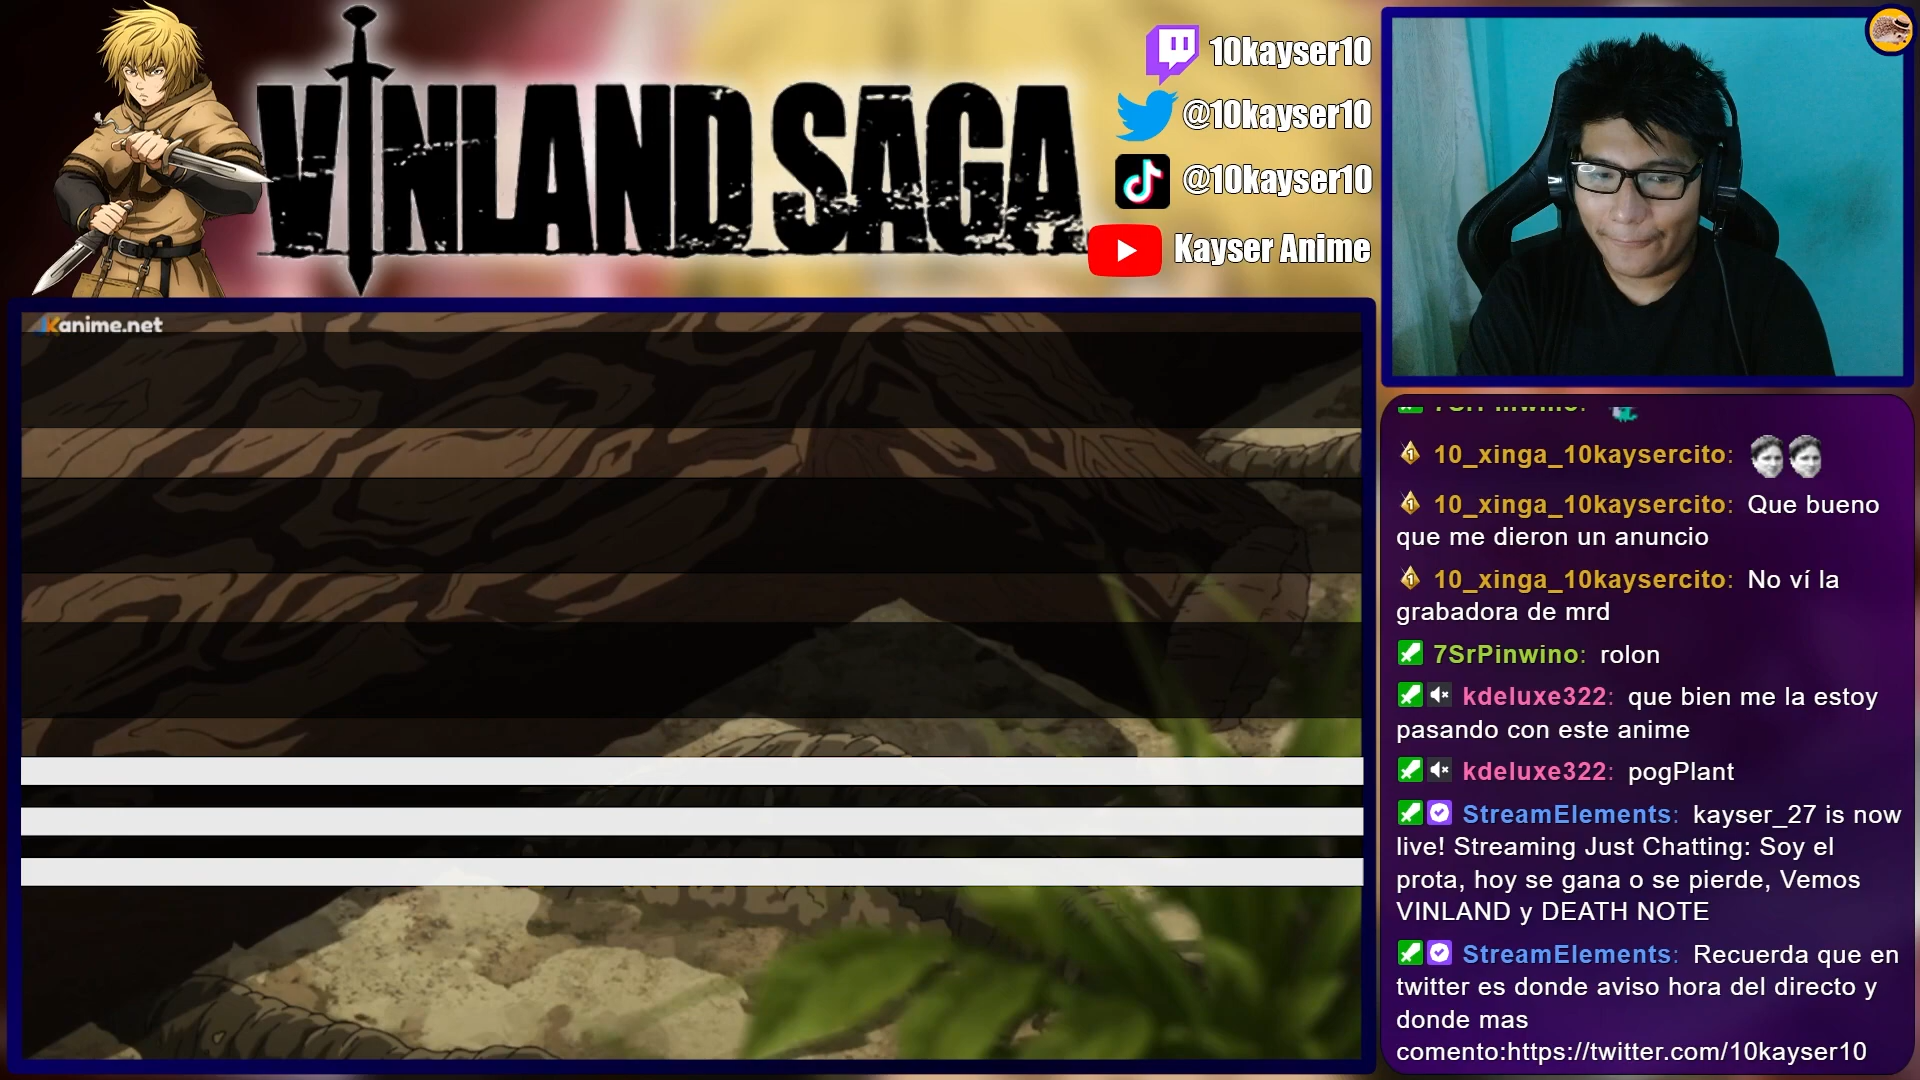 VINLAND SAGA
10kayser10
@10kayser10
@10kayser10
Kayser Anime
4Kanime.net
10_xinga_10kaysercito:
10_xinga_10kaysercito: Que bueno
que me dieron un anuncio
10_xinga_10kaysercito: No ví la
grabadora de mrd
7SrPinwino: rolon
kdeluxe322: que bien me la estoy
pasando con este anime
kdeluxe322: pogPlant
StreamElements: kayser_27 is now
live! Streaming Just Chatting: Soy el
prota, hoy se gana o se pierde, Vemos
VINLAND y DEATH NOTE
StreamElements: Recuerda que en
twitter es donde aviso hora del directo y
donde mas
comento:https://twitter.com/10kayser10